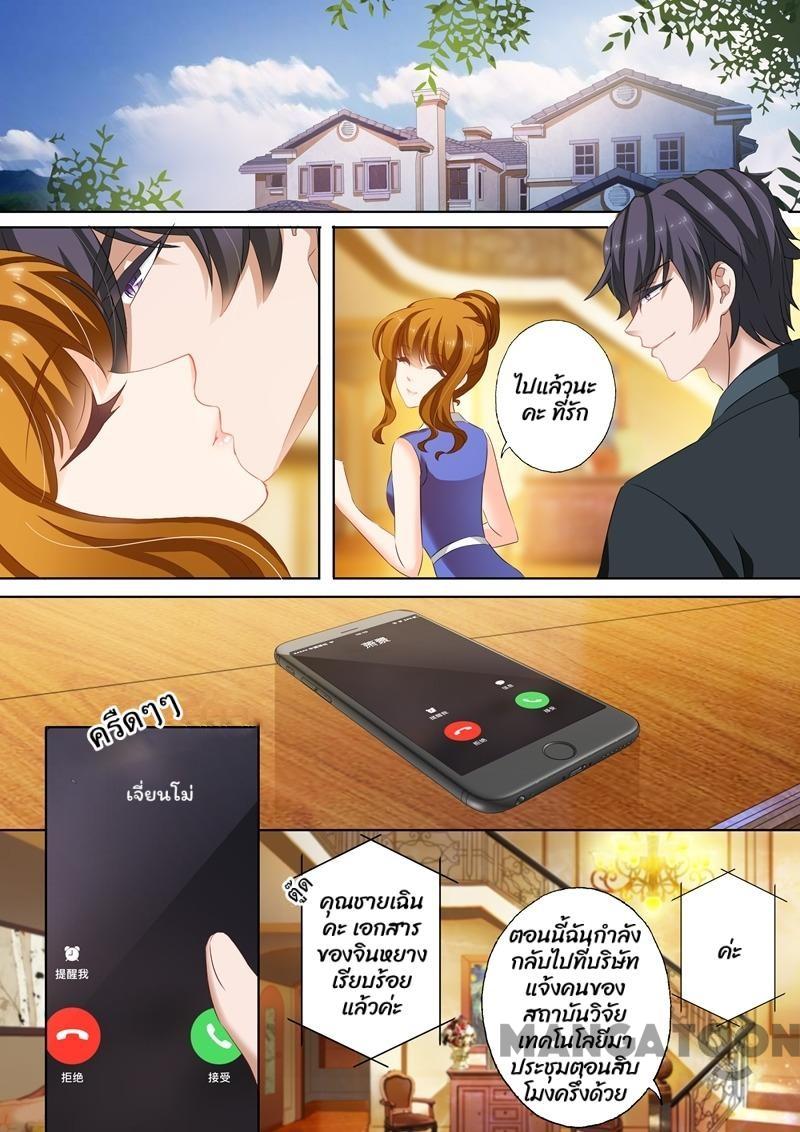 ไปแล้วนะ
คะ ที่รัก
提醒我
拒绝
接受
ครืดๆๆ
เจี่ยนโม่
提醒我
拒绝
接受
ตู๊ด
คุณชายเฉิน
คะ เอกสาร
ของจินหยาง
เรียบร้อย
แล้วค่ะ
ตอนนี้ฉันกำลัง
กลับไปที่บริษัท
แจ้งคนของ
สถาบันวิจัย
เทคโนโลยีมา
ประชุมตอนสิบ
โมงครึ่งด้วย
ค่ะ
MANGATOON